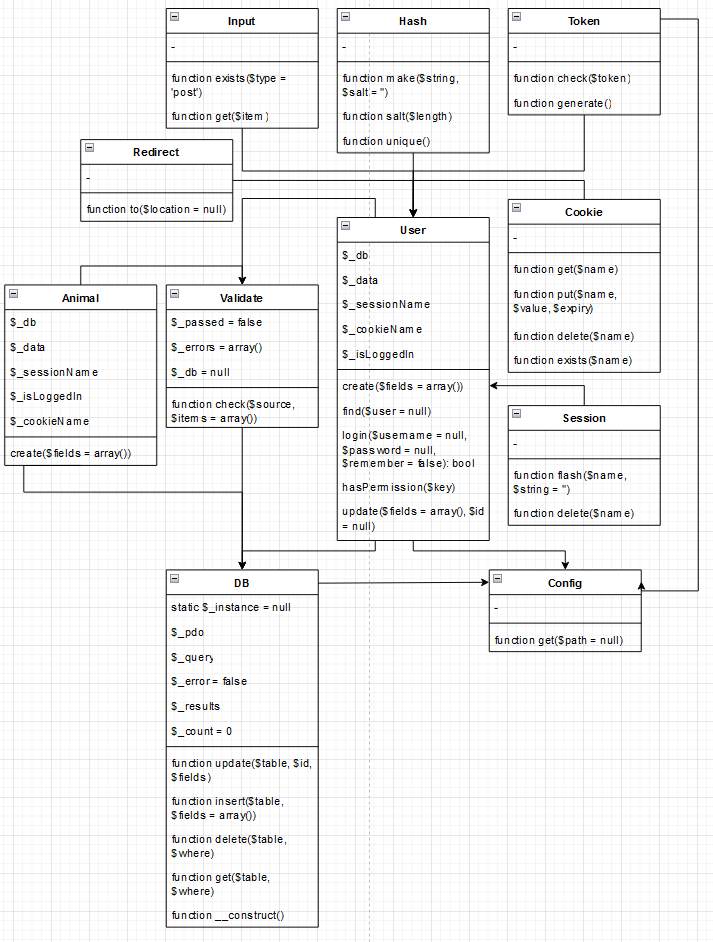 Input
-
function exists($type =
'post')
function get($item)
Hash
-
function make($string,
$salt = '')
function salt($length)
function unique()
Token
-
function check($token)
function generate()
Redirect
-
function to($location = null)
Cookie
-
function get($name)
function put($name,
$value, $expiry)
function delete($name)
function exists($name)
User
$_db
$_data
$_sessionName
$_cookieName
$_isLoggedIn
create($fields = array())
find($user = null)
login($username = null,
$password = null,
$remember = false): bool
hasPermission($key)
update($fields = array(), $id
= null)
Animal
$_db
$_data
$_sessionName
$_isLoggedIn
$_cookieName
create($fields = array())
Validate
$_passed = false
$_errors = array()
$_db = null
function check($source,
$items = array())
Session
-
function flash($name,
$string = '')
function delete($name)
DB
static $_instance = null
$_pdo
$_query
$_error = false
$_results
$_count = 0
function update($table, $id,
$fields)
function insert($table,
$fields = array())
function delete($table,
$where)
function get($table,
$where)
function __construct()
Config
-
function get($path = null)